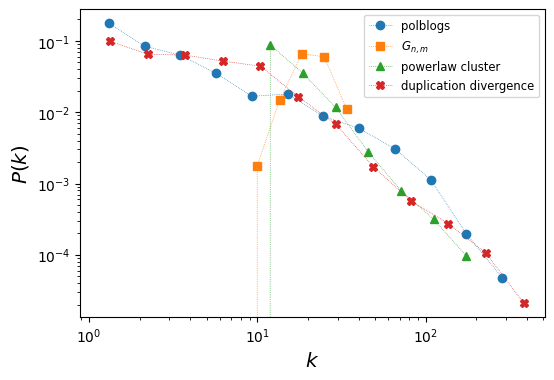 polblogs
G_{n,m}
powerlaw cluster
duplication divergence
10^{-1}
10^{-2}
10^{-3}
10^{-4}
P(k)
10^0
10^1
10^2
k